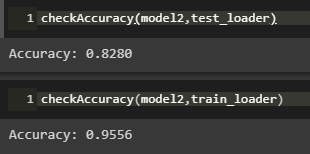 1 checkAccuracy(model2,test_loader)
Accuracy: 0.8280
1 checkAccuracy(model2,train_loader)
Accuracy: 0.9556